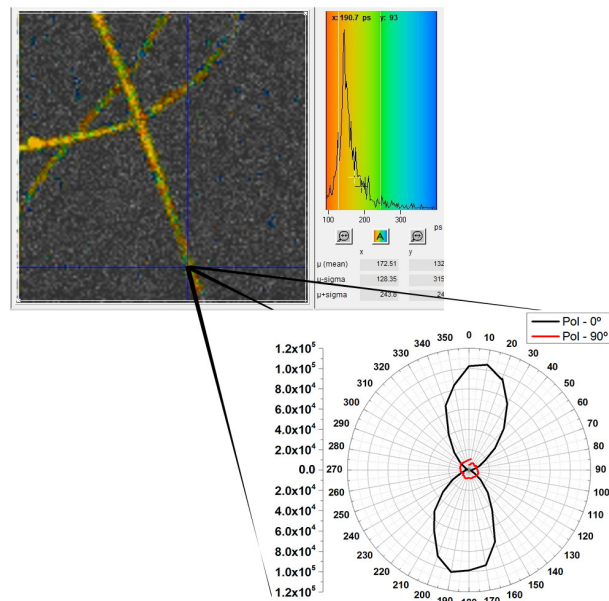 x: 190.7 ps y: 93
100 200 300
ps
A
x y
μ (mean) 172.51 132
μ-sigma 128.35 315
μ+sigma 243.8 24
Pol - 0º
Pol - 90º
1.2x10⁵
1.0x10⁵
8.0x10⁴
6.0x10⁴
4.0x10⁴
2.0x10⁴
0.0
2.0x10⁴
4.0x10⁴
6.0x10⁴
8.0x10⁴
1.0x10⁵
1.2x10⁵
0
10
20
30
40
50
60
70
80
90
100
110
120
130
140
150
160
170
180
190
200
210
220
230
240
250
260
270
280
290
300
310
320
330
340
350